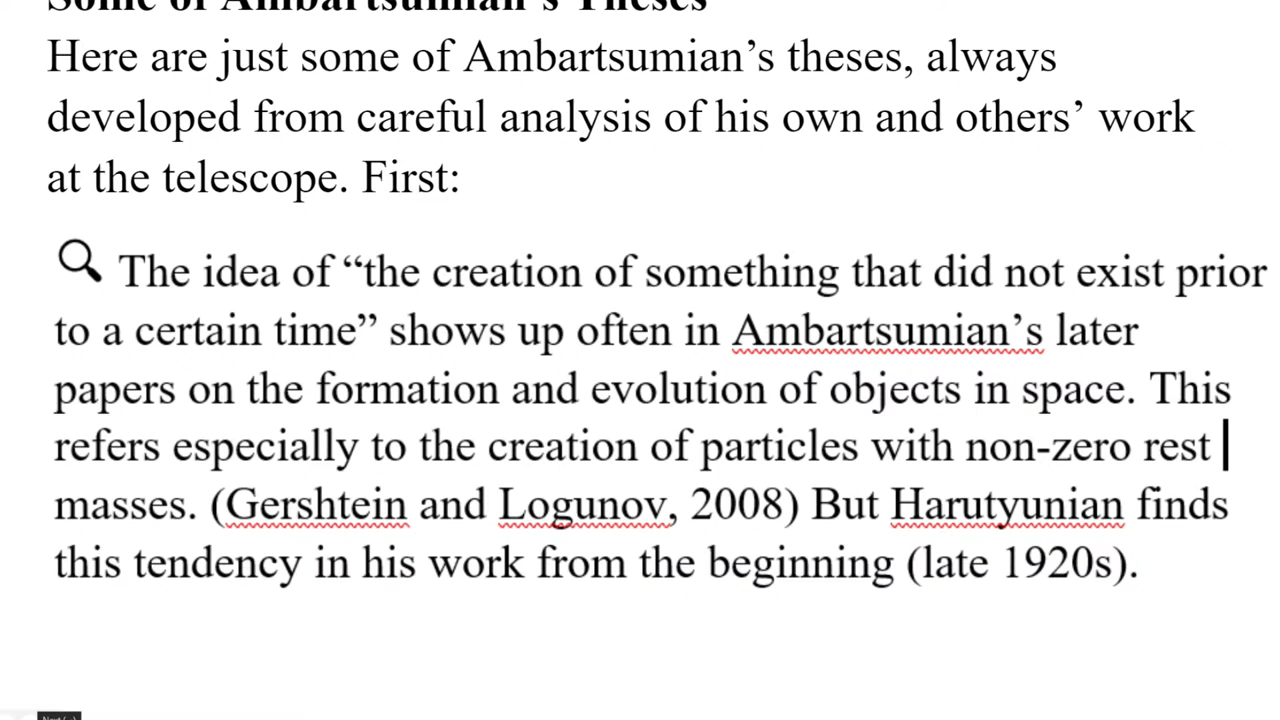 Some of Ambartsumian’s Theses
Here are just some of Ambartsumian’s theses, always
developed from careful analysis of his own and others’ work
at the telescope. First:
The idea of “the creation of something that did not exist prior
to a certain time” shows up often in Ambartsumian’s later
papers on the formation and evolution of objects in space. This
refers especially to the creation of particles with non-zero rest
masses. (Gershtein and Logunov, 2008) But Harutyunian finds
this tendency in his work from the beginning (late 1920s).